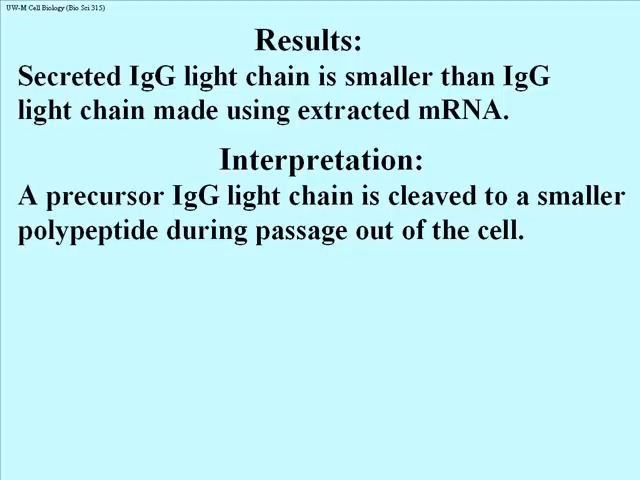 UW-M Cell Biology (Bio Sci 315)
Results:
Secreted IgG light chain is smaller than IgG
light chain made using extracted mRNA.
Interpretation:
A precursor IgG light chain is cleaved to a smaller
polypeptide during passage out of the cell.